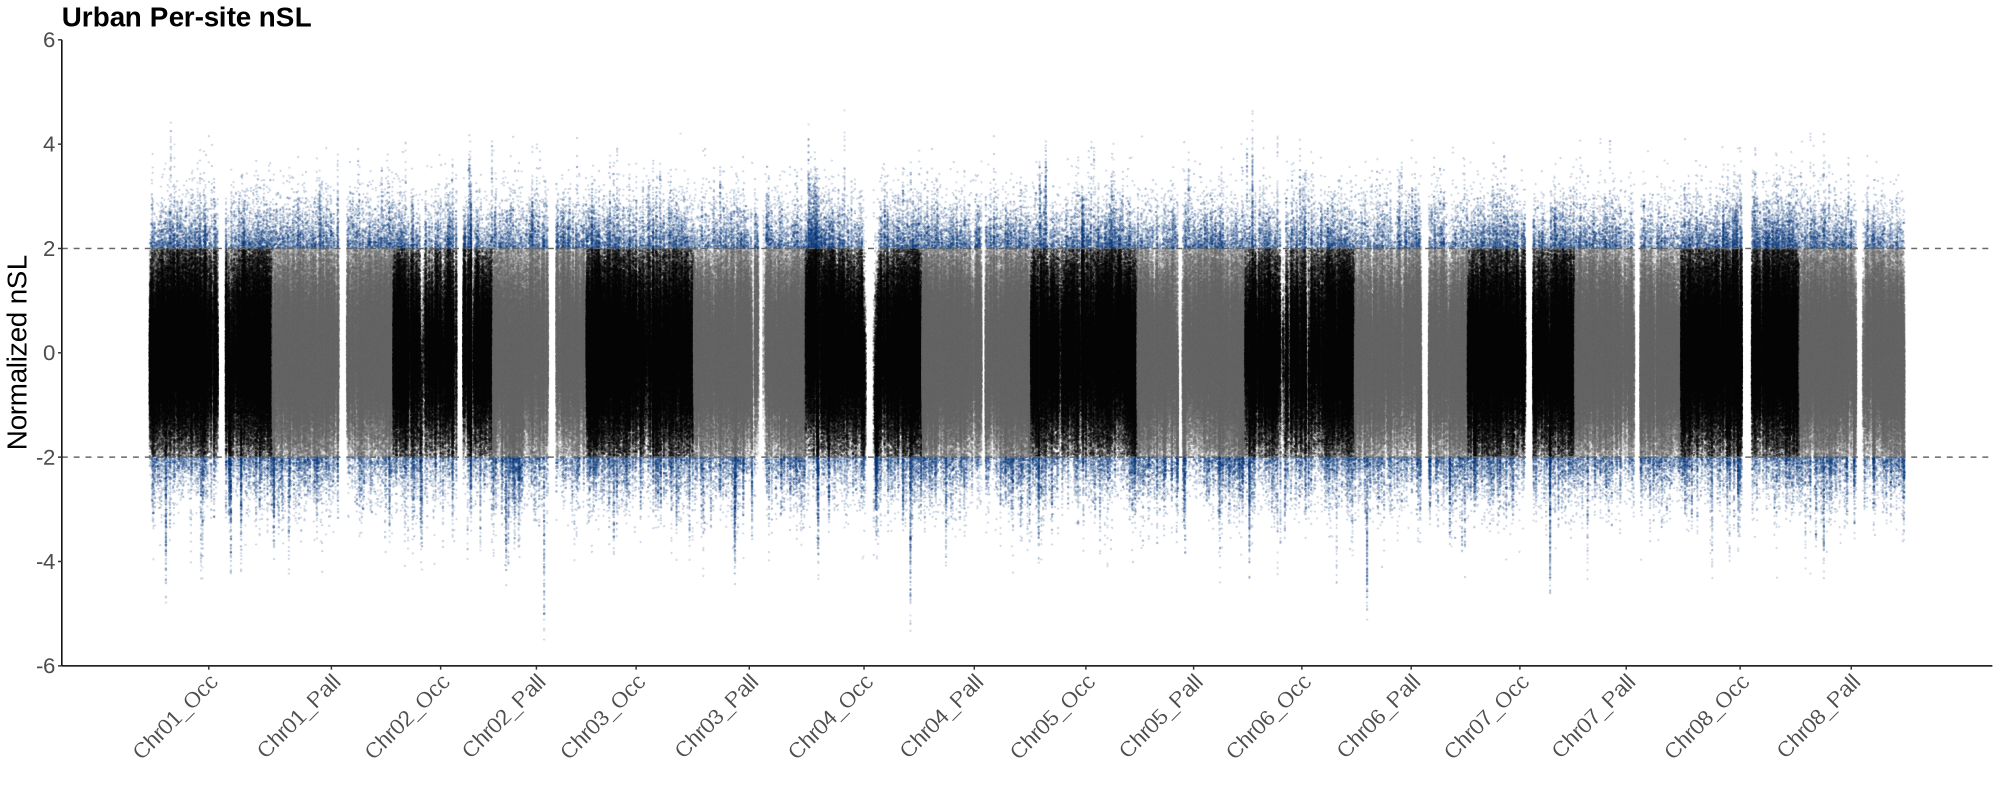 Urban Per-site nSL
Normalized nSL
6
4
2
0
-2
-4
-6
Chr01_Occ
Chr01_Pall
Chr02_Occ
Chr02_Pall
Chr03_Occ
Chr03_Pall
Chr04_Occ
Chr04_Pall
Chr05_Occ
Chr05_Pall
Chr06_Occ
Chr06_Pall
Chr07_Occ
Chr07_Pall
Chr08_Occ
Chr08_Pall